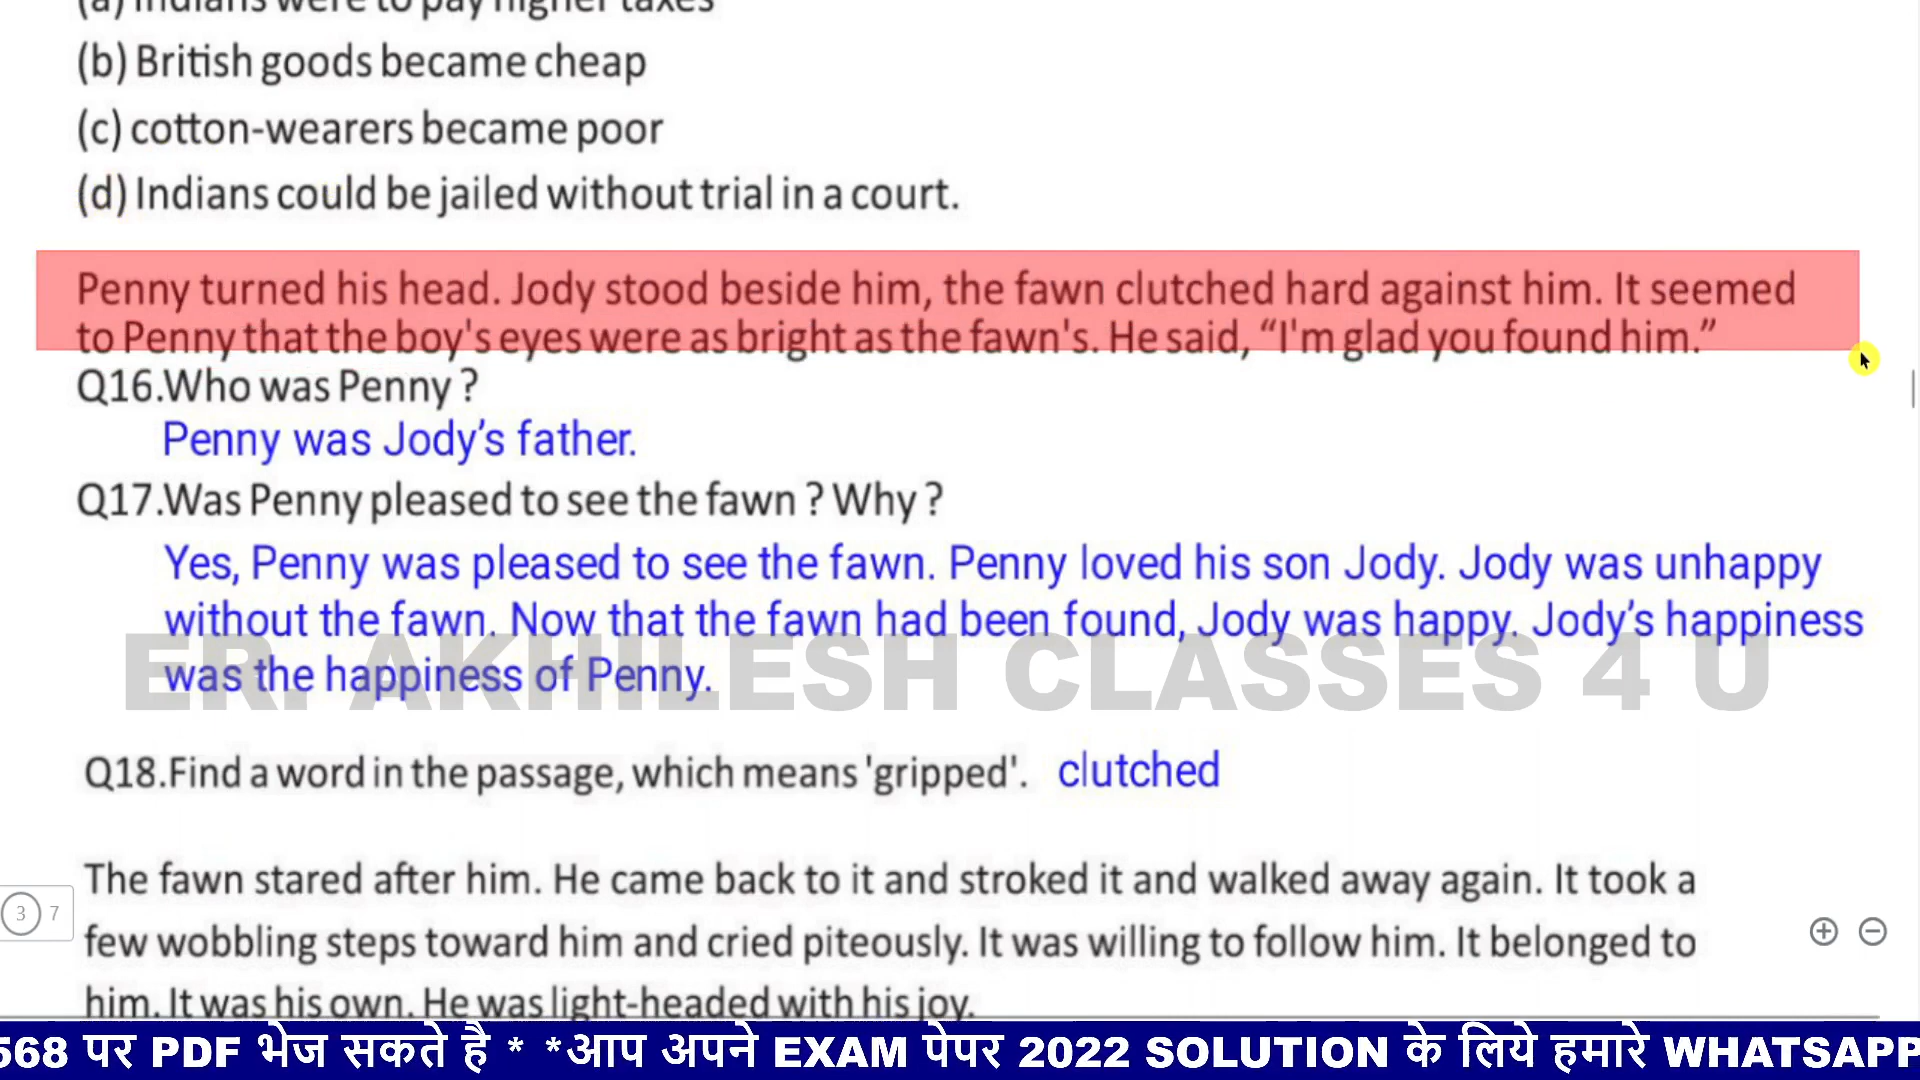 (a) Indians were to pay higher taxes
(b) British goods became cheap
(c) cotton-wearers became poor
(d) Indians could be jailed without trial in a court.
Penny turned his head. Jody stood beside him, the fawn clutched hard against him. It seemed
to Penny that the boy's eyes were as bright as the fawn's. He said, “I'm glad you found him.”
Q16.Who was Penny ?
Penny was Jody’s father.
Q17.Was Penny pleased to see the fawn ? Why ?
Yes, Penny was pleased to see the fawn. Penny loved his son Jody. Jody was unhappy
without the fawn. Now that the fawn had been found, Jody was happy. Jody’s happiness
was the happiness of Penny.
ER. AKHILESH CLASSES 4 U
Q18.Find a word in the passage, which means 'gripped'. clutched
The fawn stared after him. He came back to it and stroked it and walked away again. It took a
few wobbling steps toward him and cried piteously. It was willing to follow him. It belonged to
him. It was his own. He was light-headed with his joy.
3 7
568 पर PDF भेज सकते है * *आप अपने EXAM पेपर 2022 SOLUTION के लिये हमारे WHATSAPP